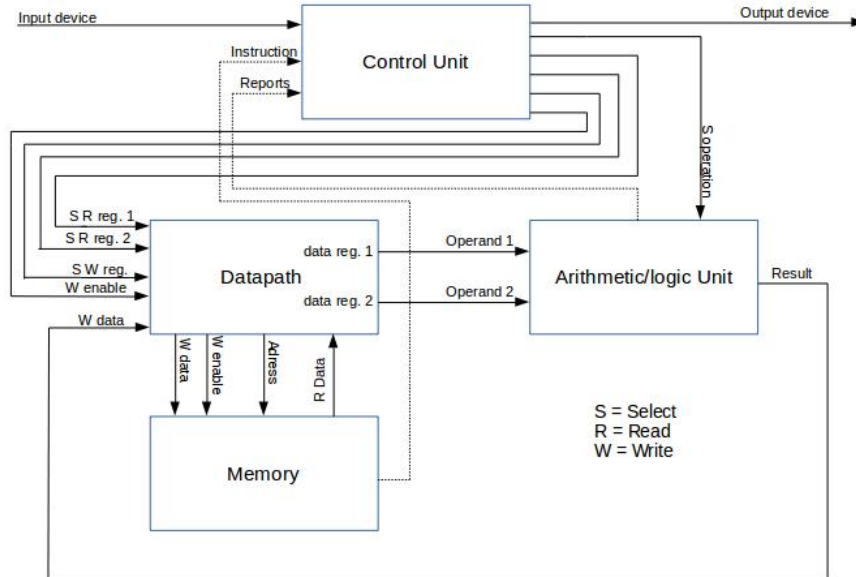 Input device
Output device
Instruction
Control Unit
Reports
S operation
S R reg. 1
S R reg. 2
S W reg.
W enable
W data
data reg. 1
Datapath
data reg. 2
Operand 1
Operand 2
Arithmetic/logic Unit
Result
W data
W enable
Adress
R Data
Memory
S = Select
R = Read
W = Write